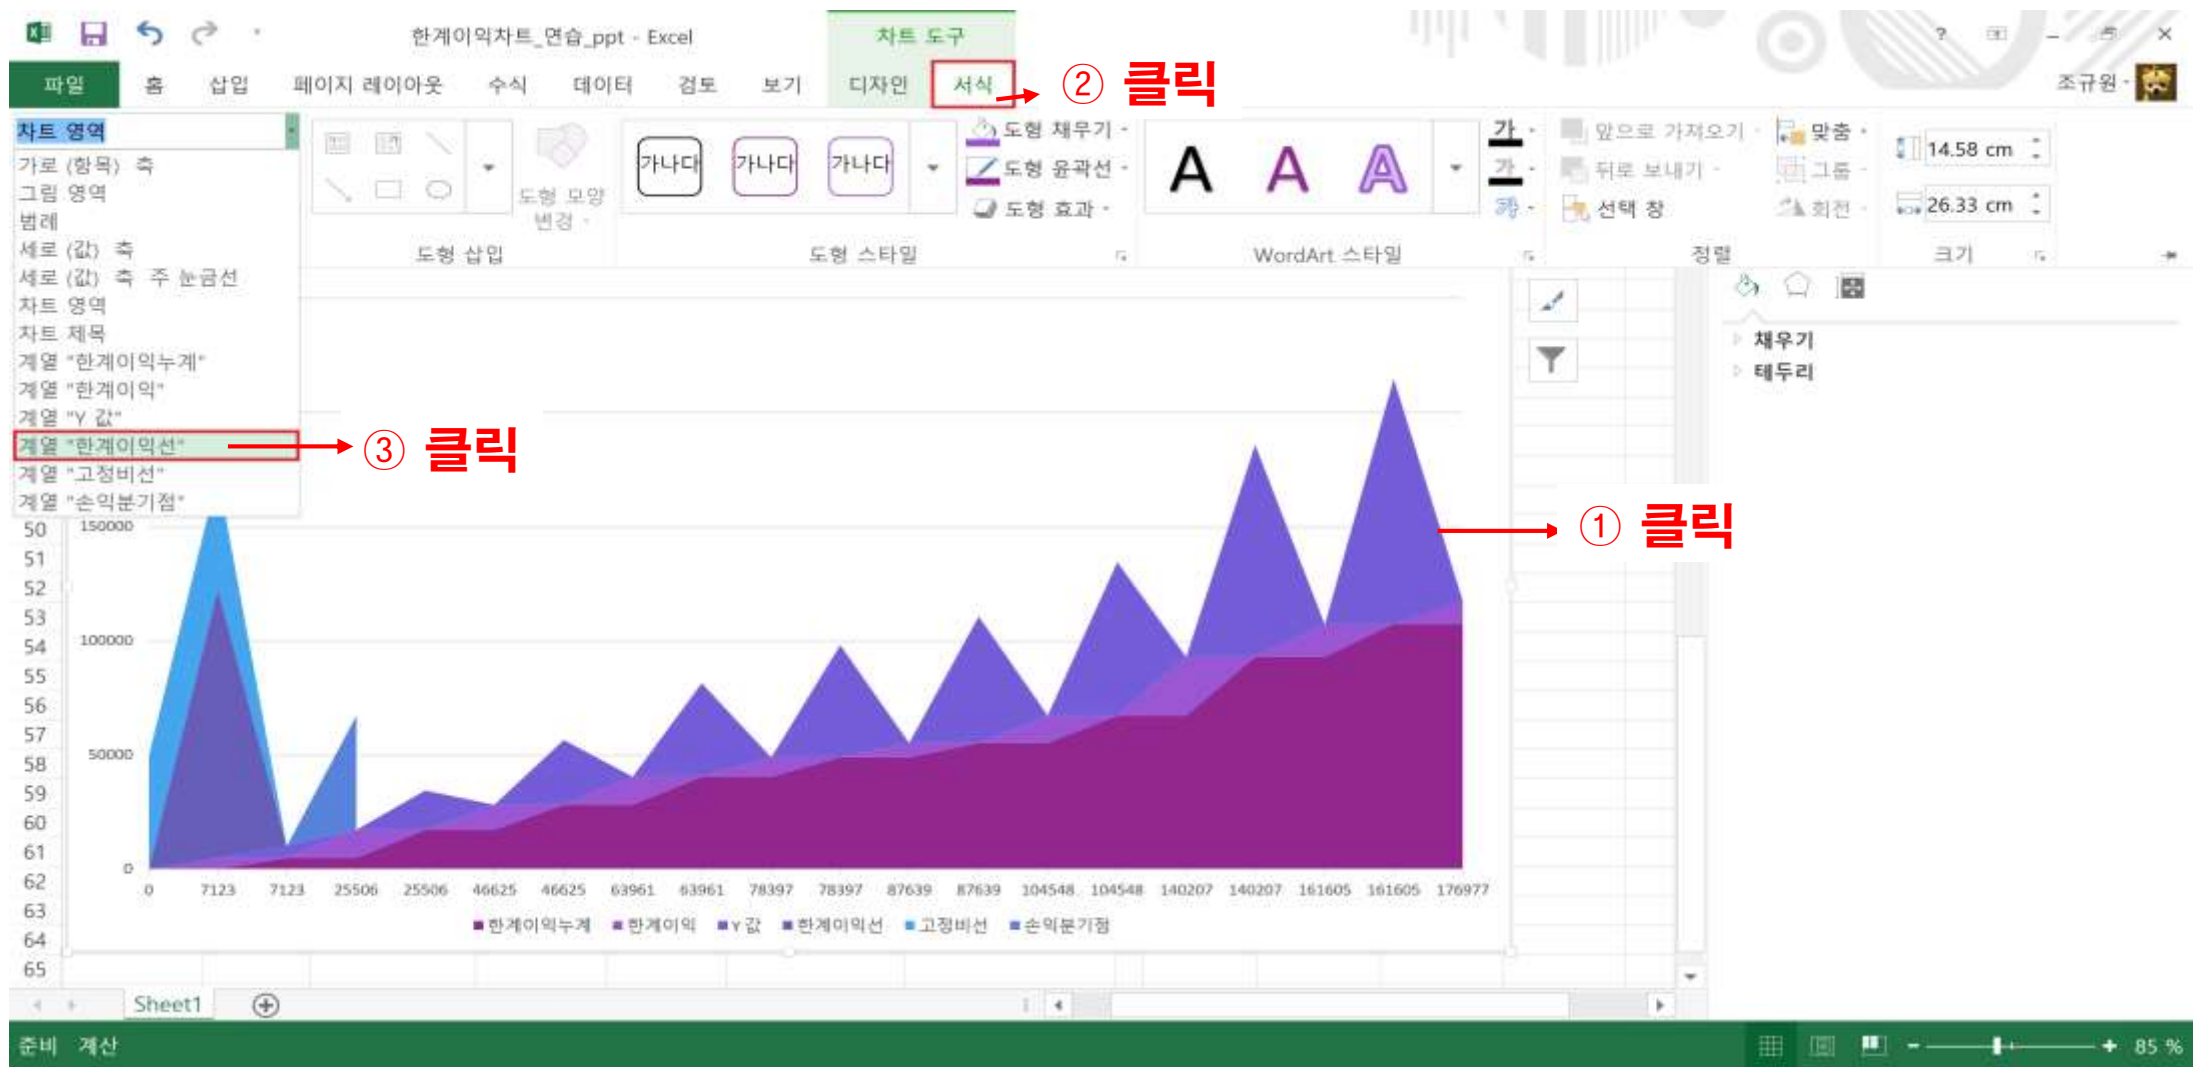 한계이익차트_연습_ppt - Excel
차트 도구
?
파일 홈 삽입 페이지 레이아웃 수식 데이터 검토 보기 디자인 서식
② 클릭
조규원
차트 영역
가로 (항목) 축
그림 영역
범례
세로 (값) 축
세로 (값) 축 주 눈금선
차트 영역
차트 제목
계열 "한계이익누계"
계열 "한계이익"
계열 "Y 값"
계열 "한계이익선"
계열 "고정비선"
계열 "손익분기점"
도형 모양
변경
도형 삽입
가나다 가나다 가나다
도형 채우기
도형 윤곽선
도형 효과
도형 스타일
A A A
가
가
WordArt 스타일
앞으로 가져오기
뒤로 보내기
선택 창
맞춤
그룹
회전
정렬
14.58 cm
26.33 cm
크기
채우기
테두리
③ 클릭
① 클릭
50
51
52
53
54
55
56
57
58
59
60
61
62
63
64
65
150000
100000
50000
0
0 7123 7123 25506 25506 46625 46625 63961 63961 78397 78397 87639 87639 104548 104548 140207 140207 161605 161605 176977
한계이익누계 한계이익 Y 값 한계이익선 고정비선 손익분기점
Sheet1
준비 계산
85 %